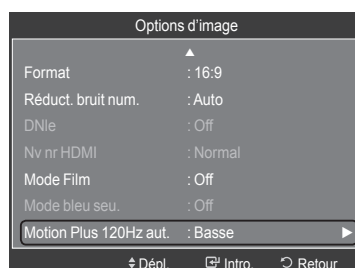 Options d'image
Format : 16:9
Réduct. bruit num. : Auto
DNIe : Off
Nv nr HDMI : Normal
Mode Film : Off
Mode bleu seu. : Off
Motion Plus 120Hz aut. : Basse
Dépl. Intro. Retour